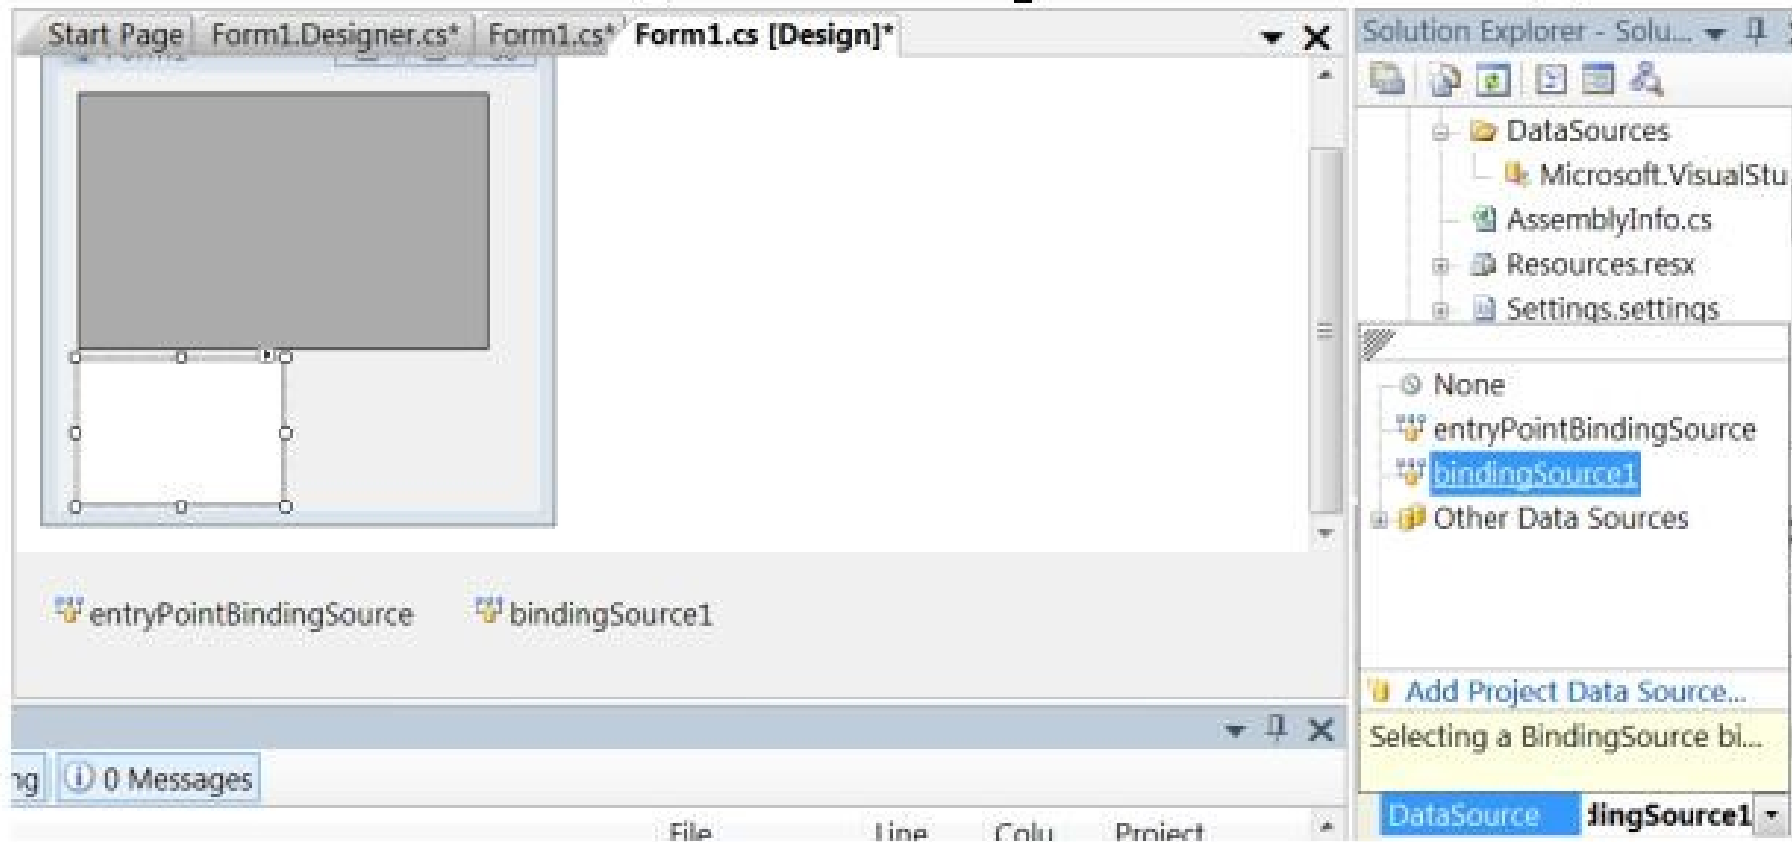 Start Page Form1.Designer.cs* Form1.cs* Form1.cs [Design]*
entryPointBindingSource bindingSource1
0 Messages
File Line Colu Project
Solution Explorer - Solu...
DataSources
Microsoft.VisualStu
AssemblyInfo.cs
Resources.resx
Settings.settings
None
entryPointBindingSource
bindingSource1
Other Data Sources
Add Project Data Source...
Selecting a BindingSource bi...
DataSource dingSource1